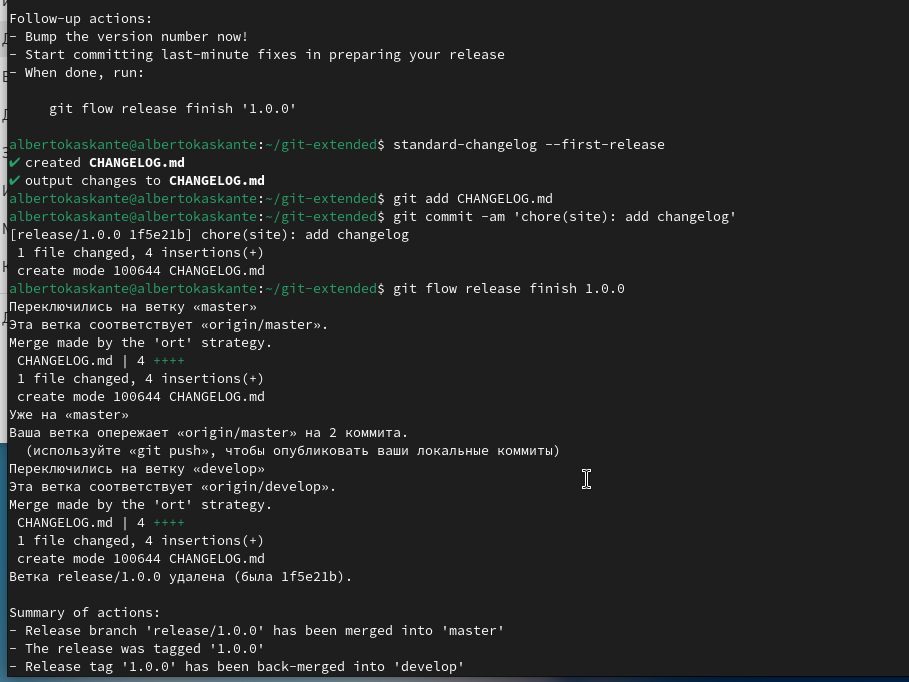 Follow-up actions:
- Bump the version number now!
- Start committing last-minute fixes in preparing your release
- When done, run:
git flow release finish '1.0.0'
albertokaskante@albertokaskante:~/git-extended$ standard-changelog --first-release
✔ created CHANGELOG.md
✔ output changes to CHANGELOG.md
albertokaskante@albertokaskante:~/git-extended$ git add CHANGELOG.md
albertokaskante@albertokaskante:~/git-extended$ git commit -am 'chore(site): add changelog'
[release/1.0.0 1f5e21b] chore(site): add changelog
1 file changed, 4 insertions(+)
create mode 100644 CHANGELOG.md
albertokaskante@albertokaskante:~/git-extended$ git flow release finish 1.0.0
Переключились на ветку «master»
Эта ветка соответствует «origin/master».
Merge made by the 'ort' strategy.
CHANGELOG.md | 4 ++++
1 file changed, 4 insertions(+)
create mode 100644 CHANGELOG.md
Уже на «master»
Ваша ветка опережает «origin/master» на 2 коммита.
(используйте «git push», чтобы опубликовать ваши локальные коммиты)
Переключились на ветку «develop»
Эта ветка соответствует «origin/develop».
Merge made by the 'ort' strategy.
CHANGELOG.md | 4 ++++
1 file changed, 4 insertions(+)
create mode 100644 CHANGELOG.md
Ветка release/1.0.0 удалена (была 1f5e21b).
Summary of actions:
- Release branch 'release/1.0.0' has been merged into 'master'
- The release was tagged '1.0.0'
- Release tag '1.0.0' has been back-merged into 'develop'